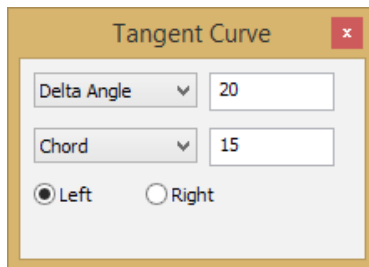 Tangent Curve
x
Delta Angle 20
Chord 15
Left Right